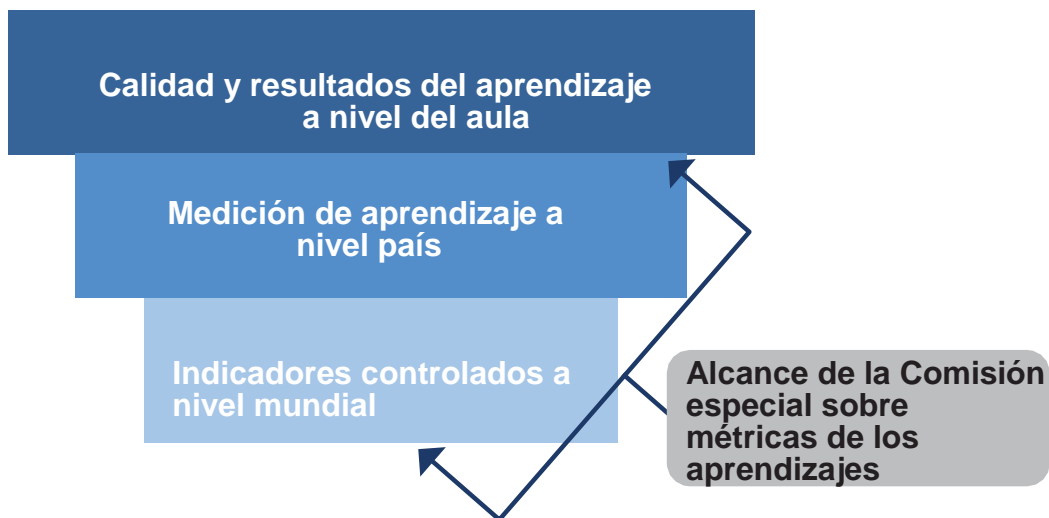 Calidad y resultados del aprendizaje
a nivel del aula
Medición de aprendizaje a
nivel país
Indicadores controlados a
nivel mundial
Alcance de la Comisión
especial sobre
métricas de los
aprendizajes